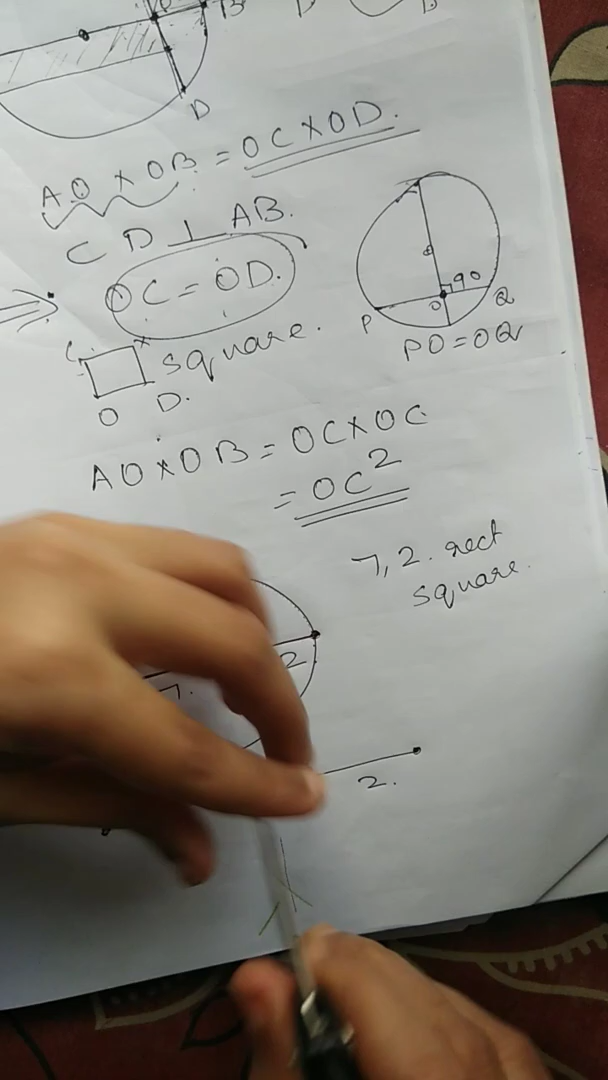 B
D
AO × OB = OC × OD.
CD ⊥ AB.
OC = OD.
90
P
O
Q
PO = OQ
C
X
square.
O D.
AO × OB = OC × OC
= OC²
7, 2. rect
square.
2
7.
2.